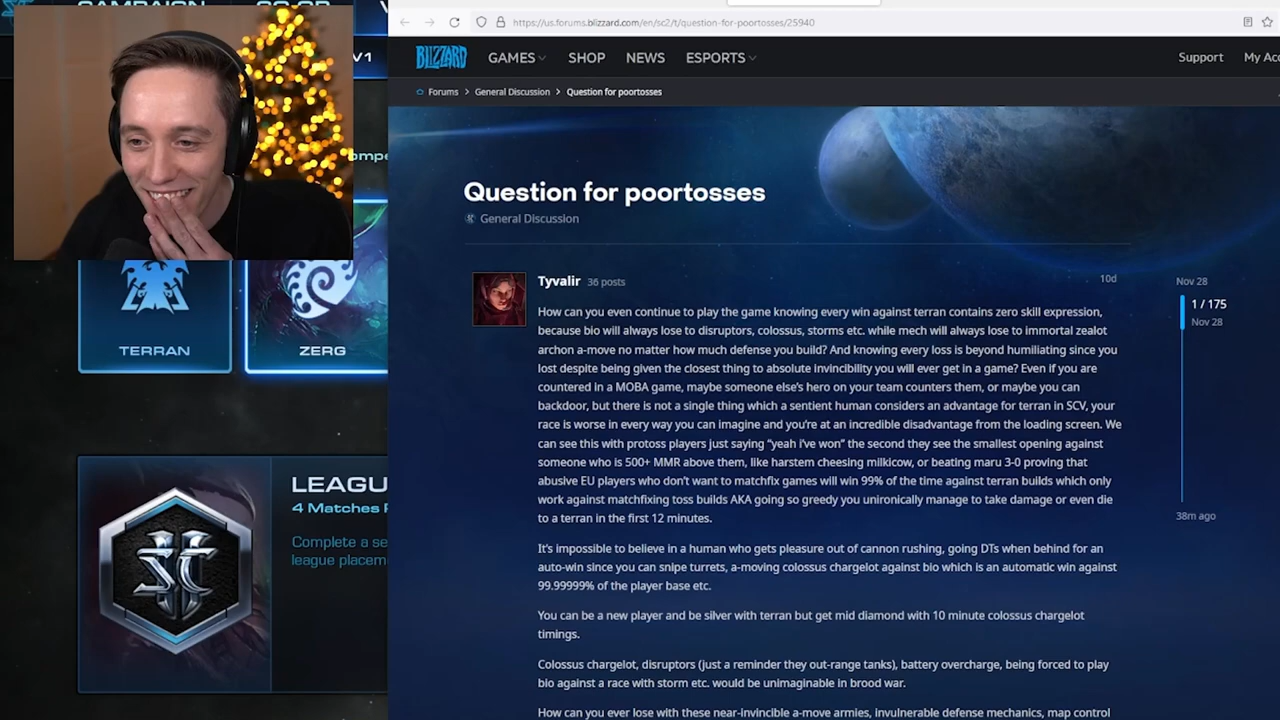 CAMPAIGN
CO-OP
V
V1
ompe
TERRAN
ZERG
LEAGU
4 Matches
Complete a se
league placem
https://us.forums.blizzard.com/en/sc2/t/question-for-poortosses/25940
BLIZZARD
GAMES
SHOP
NEWS
ESPORTS
Support
My Acc
Forums > General Discussion > Question for poortosses
Question for poortosses
General Discussion
Tyvalir 36 posts
10d
How can you even continue to play the game knowing every win against terran contains zero skill expression,
because bio will always lose to disruptors, colossus, storms etc. while mech will always lose to immortal zealot
archon a-move no matter how much defense you build? And knowing every loss is beyond humiliating since you
lost despite being given the closest thing to absolute invincibility you will ever get in a game? Even if you are
countered in a MOBA game, maybe someone else's hero on your team counters them, or maybe you can
backdoor, but there is not a single thing which a sentient human considers an advantage for terran in SCV, your
race is worse in every way you can imagine and you're at an incredible disadvantage from the loading screen. We
can see this with protoss players just saying “yeah i've won” the second they see the smallest opening against
someone who is 500+ MMR above them, like harstem cheesing milkicow, or beating maru 3-0 proving that
abusive EU players who don't want to matchfix games will win 99% of the time against terran builds which only
work against matchfixing toss builds AKA going so greedy you unironically manage to take damage or even die
to a terran in the first 12 minutes.
It's impossible to believe in a human who gets pleasure out of cannon rushing, going DTs when behind for an
auto-win since you can snipe turrets, a-moving colossus chargelot against bio which is an automatic win against
99.99999% of the player base etc.
You can be a new player and be silver with terran but get mid diamond with 10 minute colossus chargelot
timings.
Colossus chargelot, disruptors (just a reminder they out-range tanks), battery overcharge, being forced to play
bio against a race with storm etc. would be unimaginable in brood war.
How can you ever lose with these near-invincible a-move armies, invulnerable defense mechanics, map control
Nov 28
1 / 175
Nov 28
38m ago